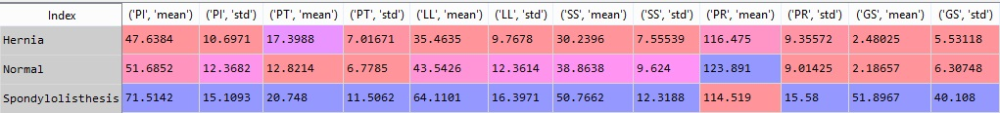 Index ('PI', 'mean') ('PI', 'std') ('PT', 'mean') ('PT', 'std') ('LL', 'mean') ('LL', 'std') ('SS', 'mean') ('SS', 'std') ('PR', 'mean') ('PR', 'std') ('GS', 'mean') ('GS', 'std')
Hernia 47.6384 10.6971 17.3988 7.01671 35.4635 9.7678 30.2396 7.55539 116.475 9.35572 2.48025 5.53118
Normal 51.6852 12.3682 12.8214 6.7785 43.5426 12.3614 38.8638 9.624 123.891 9.01425 2.18657 6.30748
Spondylolisthesis 71.5142 15.1093 20.748 11.5062 64.1101 16.3971 50.7662 12.3188 114.519 15.58 51.8967 40.108